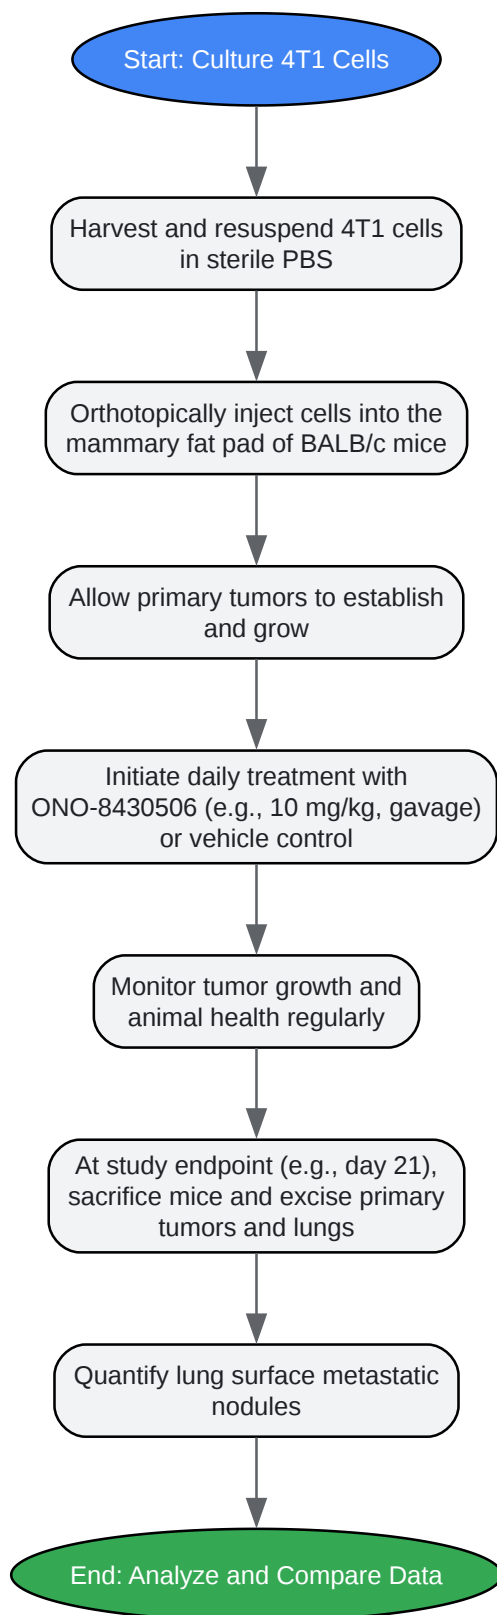 Start: Culture 4T1 Cells
Harvest and resuspend 4T1 cells
in sterile PBS
Orthotopically inject cells into the
mammary fat pad of BALB/c mice
Allow primary tumors to establish
and grow
Initiate daily treatment with
ONO-8430506 (e.g., 10 mg/kg, gavage)
or vehicle control
Monitor tumor growth and
animal health regularly
At study endpoint (e.g., day 21),
sacrifice mice and excise primary
tumors and lungs
Quantify lung surface metastatic
nodules
End: Analyze and Compare Data